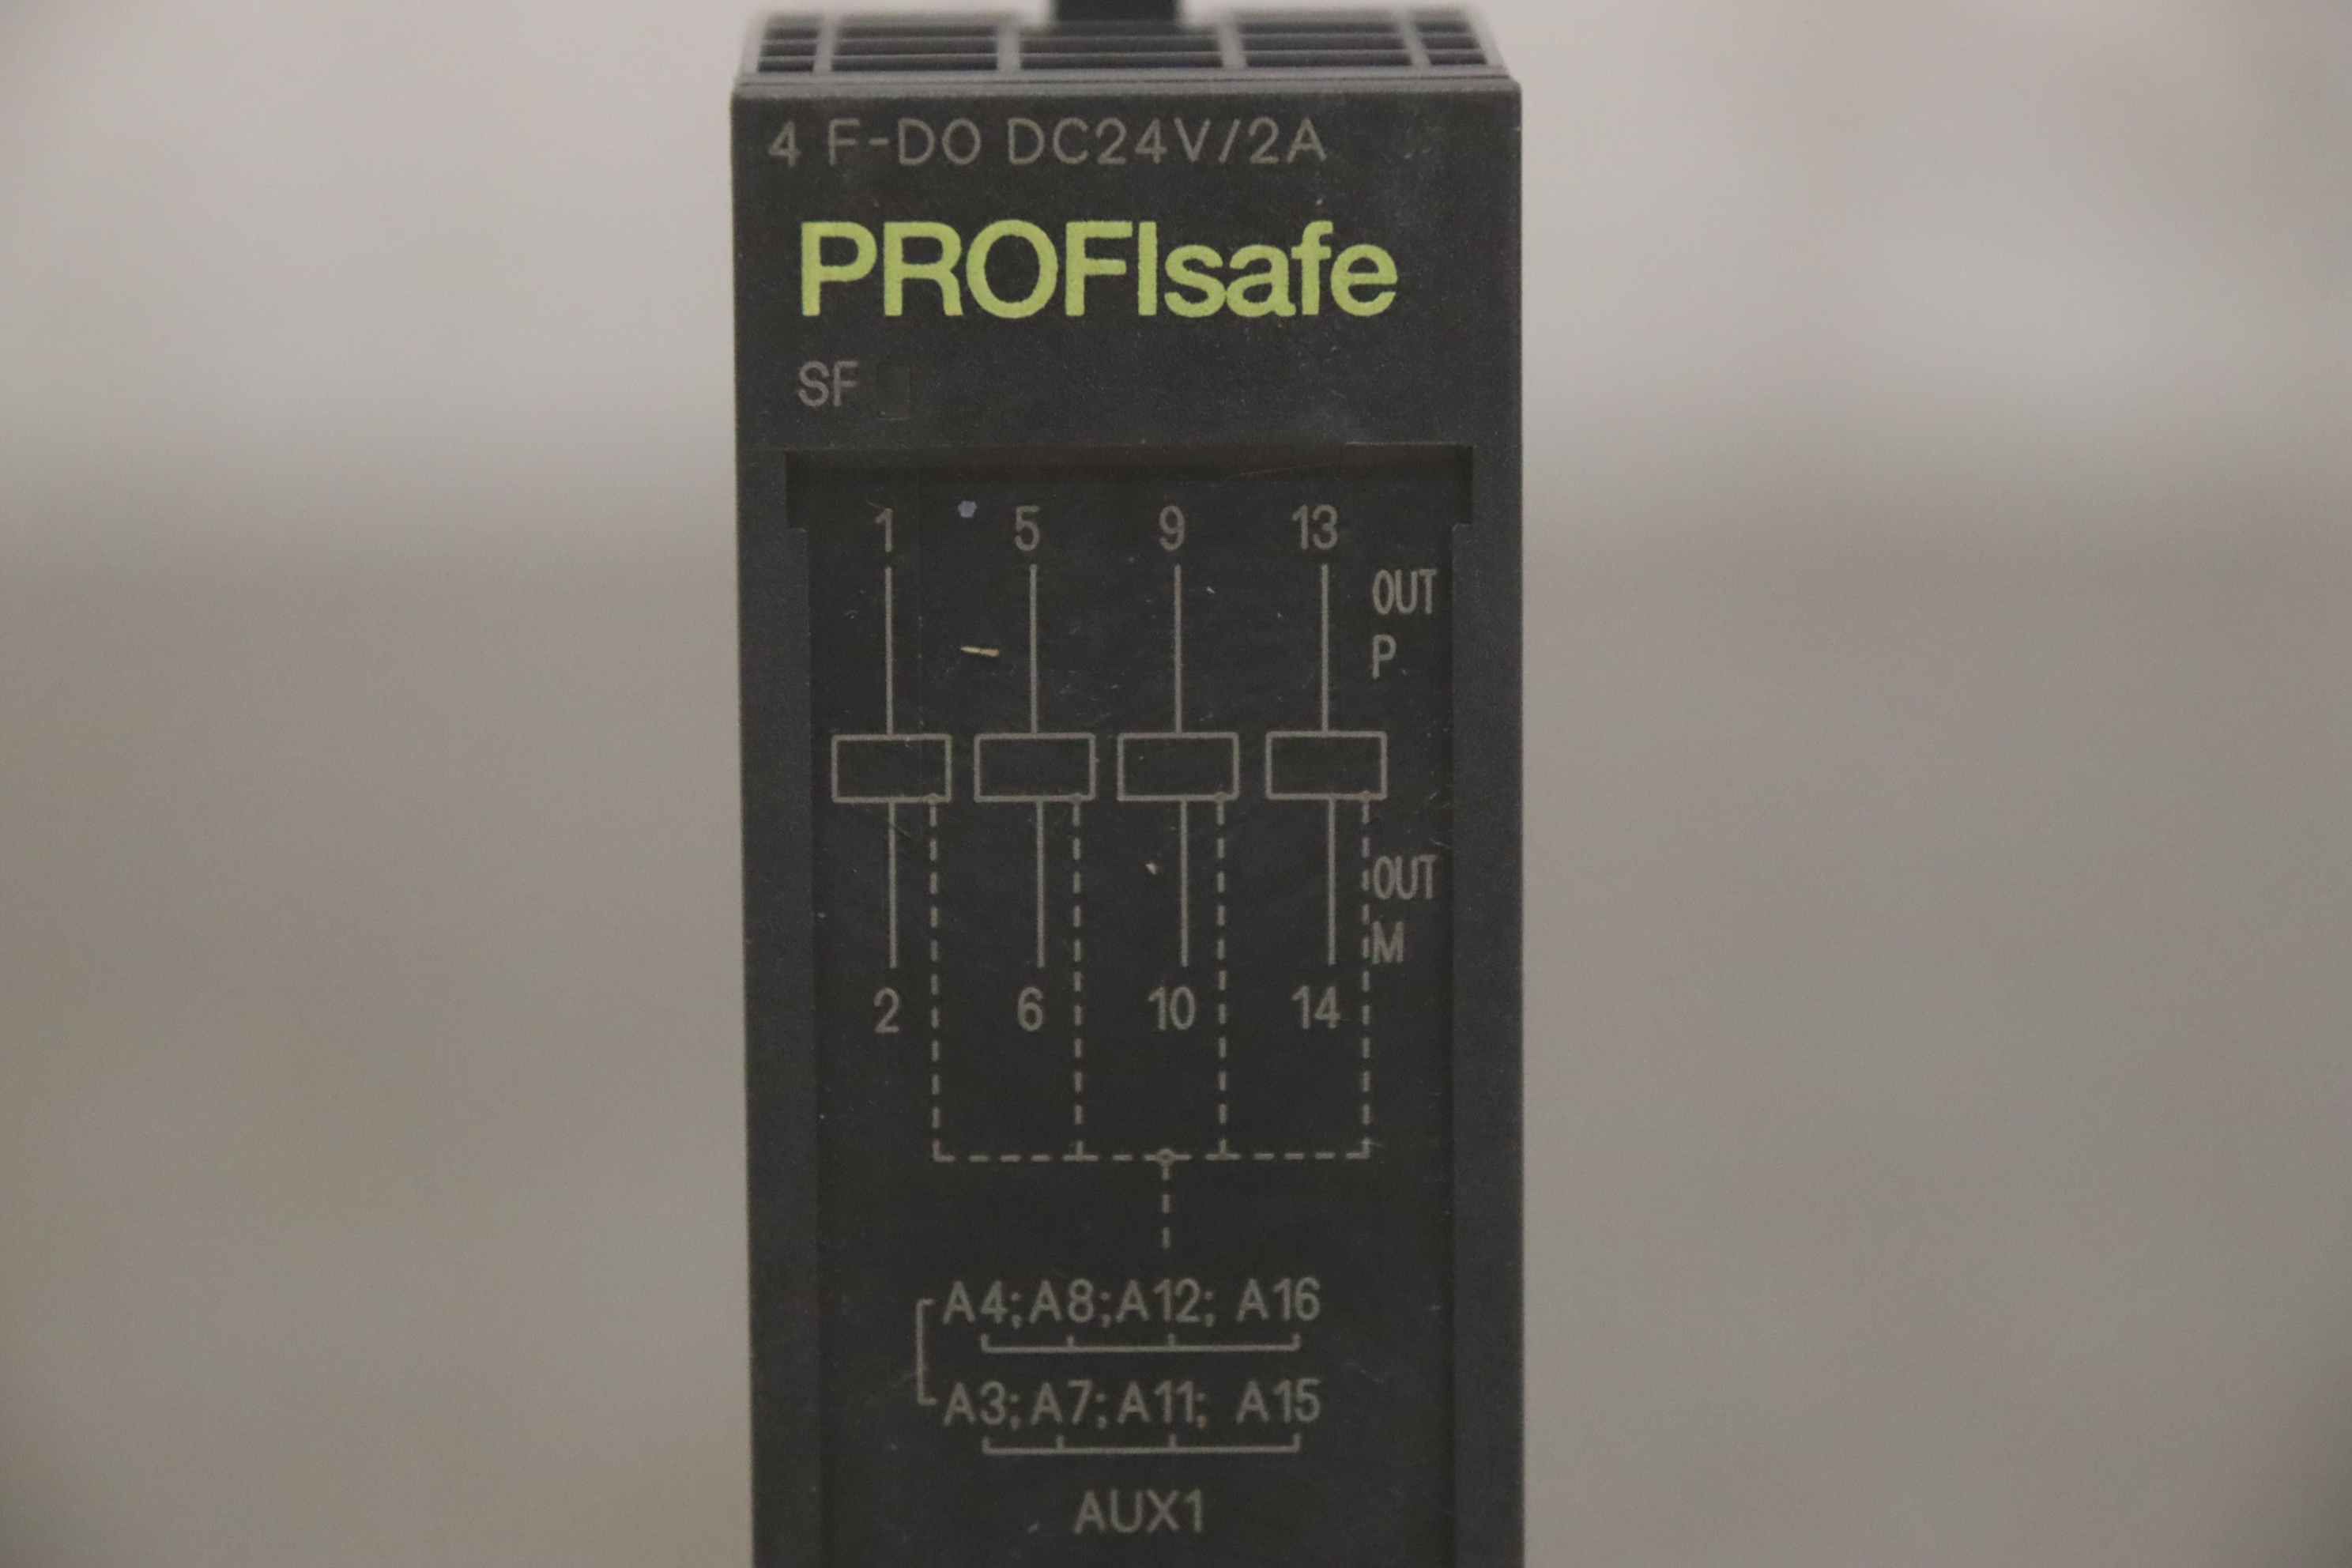 4 F-DO DC24V/2A
PROFIsafe
SF
1 5 9 13
OUT
P
OUT
M
2 6 10 14
A4;A8;A12; A16
A3;A7;A11; A15
AUX1